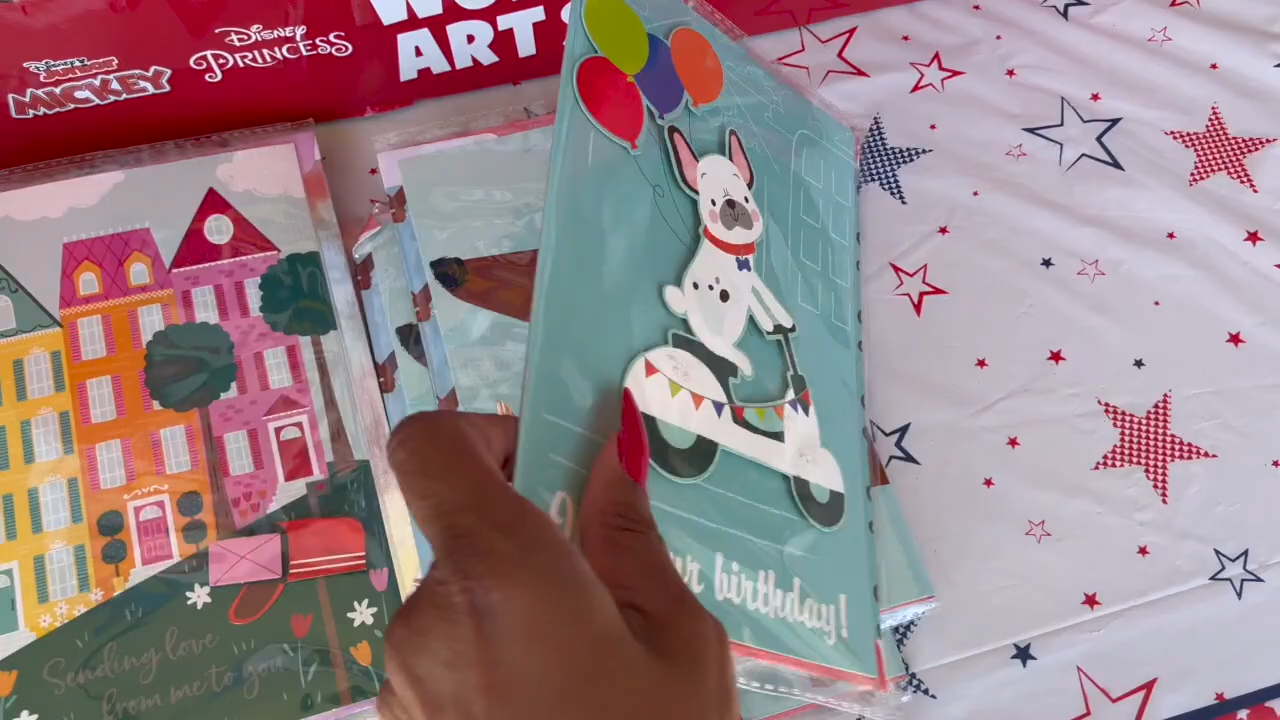 Disney
JUNIOR
MICKEY
Disney
PRINCESS
ART
birthday!
Sending love
from me to you